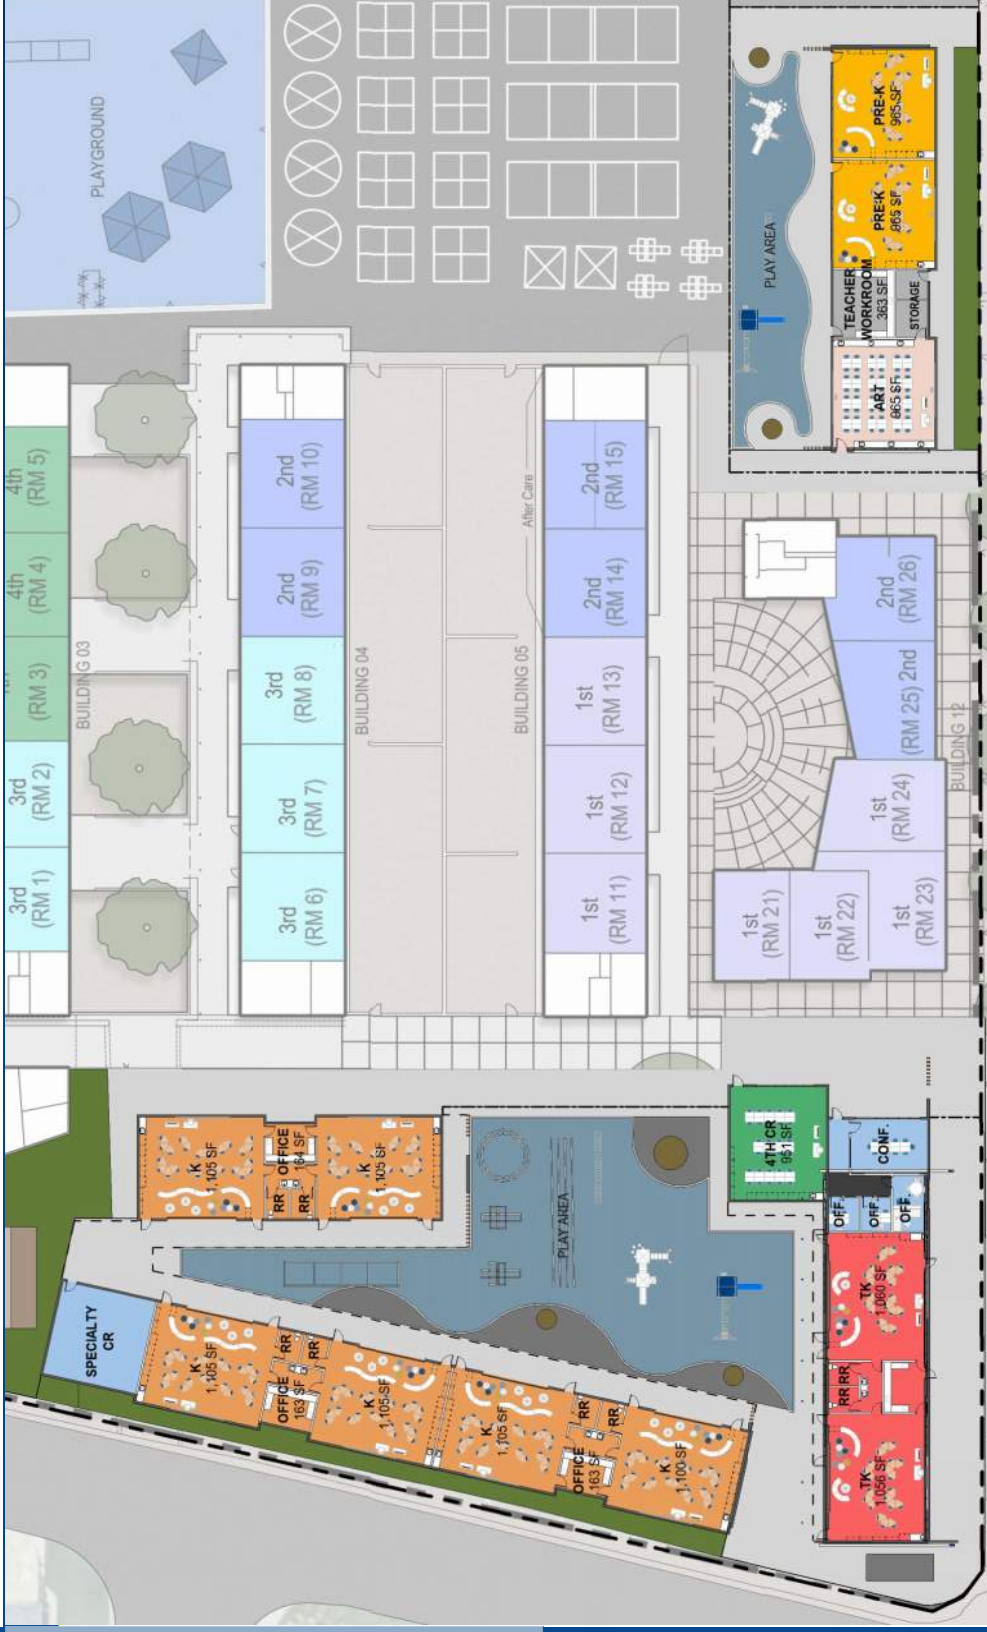 PLAYGROUND
PRE-K
965 SF
PRE-K
965 SF
TEACHER
WORKROOM
363 SF
STORAGE
ART
965 SF
PLAY AREA
4th
(RM 5)
4th
(RM 4)
(RM 3)
3rd
(RM 2)
3rd
(RM 1)
BUILDING 03
2nd
(RM 10)
2nd
(RM 9)
3rd
(RM 8)
3rd
(RM 7)
3rd
(RM 6)
BUILDING 04
After Care
BUILDING 05
2nd
(RM 15)
2nd
(RM 14)
1st
(RM 13)
1st
(RM 12)
1st
(RM 11)
2nd
(RM 26)
2nd
(RM 25)
1st
(RM 24)
1st
(RM 23)
1st
(RM 22)
1st
(RM 21)
BUILDING 12
K
1,105 SF
OFFICE
164 SF
RR
RR
K
1,105 SF
PLAY AREA
4TH CR
951 SF
CONF.
OFF.
OFF.
OFF.
TK
1,060 SF
RR
RR
TK
1,056 SF
SPECIALTY
CR
K
1,105 SF
RR
RR
OFFICE
163 SF
K
1,105 SF
K
1,105 SF
RR
RR
OFFICE
163 SF
K
1,100 SF